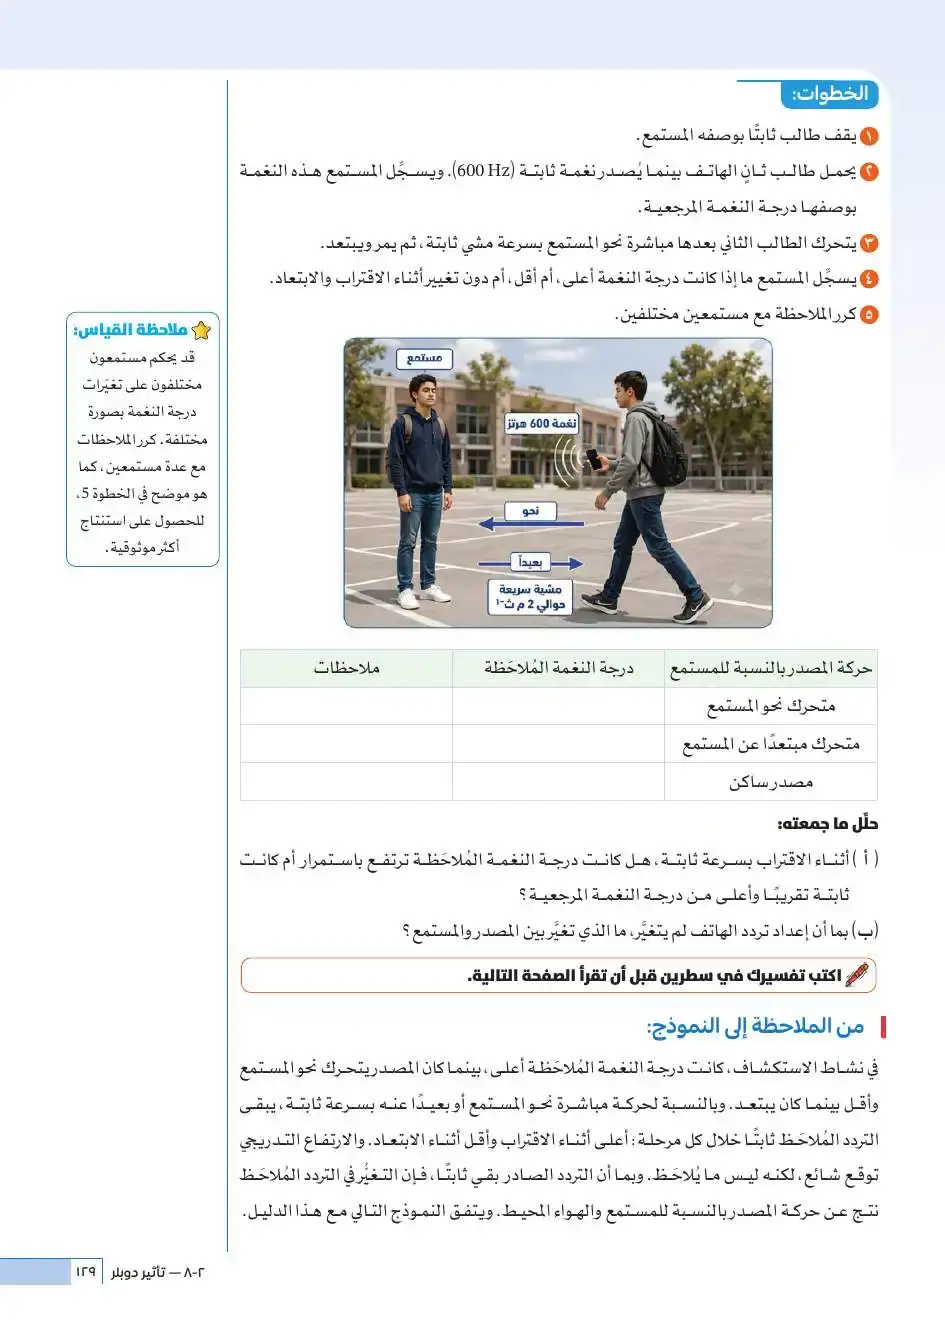 الخطوات:
١ يقف طالب ثابتًا بوصفه المستمع.
٢ يحمل طالب ثانٍ الهاتف بينما يُصدر نغمة ثابتة (600 Hz). ويسجِّل المستمع هذه النغمة
بوصفها درجة النغمة المرجعية.
٣ يتحرك الطالب الثاني بعدها مباشرة نحو المستمع بسرعة مشي ثابتة، ثم يمر ويبتعد.
٤ يسجِّل المستمع ما إذا كانت درجة النغمة أعلى، أم أقل، أم دون تغيير أثناء الاقتراب والابتعاد.
٥ كرر الملاحظة مع مستمعين مختلفين.
ملاحظة القياس:
قد يحكم مستمعون
مختلفون على تغيّرات
درجة النغمة بصورة
مختلفة. كرر الملاحظات
مع عدة مستمعين، كما
هو موضح في الخطوة 5،
للحصول على استنتاج
أكثر موثوقية.
مستمع
نغمة 600 هرتز
نحو
بعيداً
مشية سريعة
حوالي 2 م ث⁻¹
حركة المصدر بالنسبة للمستمع درجة النغمة المُلاحَظة ملاحظات
متحرك نحو المستمع
متحرك مبتعدًا عن المستمع
مصدر ساكن
حلّل ما جمعته:
(أ) أثناء الاقتراب بسرعة ثابتة، هل كانت درجة النغمة المُلاحَظة ترتفع باستمرار أم كانت
ثابتة تقريبًا وأعلى من درجة النغمة المرجعية؟
(ب) بما أن إعداد تردد الهاتف لم يتغيَّر، ما الذي تغيَّر بين المصدر والمستمع؟
اكتب تفسيرك في سطرين قبل أن تقرأ الصفحة التالية.
من الملاحظة إلى النموذج:
في نشاط الاستكشاف، كانت درجة النغمة المُلاحَظة أعلى، بينما كان المصدر يتحرك نحو المستمع
وأقل بينما كان يبتعد. وبالنسبة لحركة مباشرة نحو المستمع أو بعيدًا عنه بسرعة ثابتة، يبقى
التردد المُلاحَظ ثابتًا خلال كل مرحلة: أعلى أثناء الاقتراب وأقل أثناء الابتعاد. والارتفاع التدريجي
توقع شائع، لكنه ليس ما يُلاحَظ. وبما أن التردد الصادر بقي ثابتًا، فإن التغيُّر في التردد المُلاحَظ
نتج عن حركة المصدر بالنسبة للمستمع والهواء المحيط. ويتفق النموذج التالي مع هذا الدليل.
٨-٢ — تأثير دوبلر ١٢٩